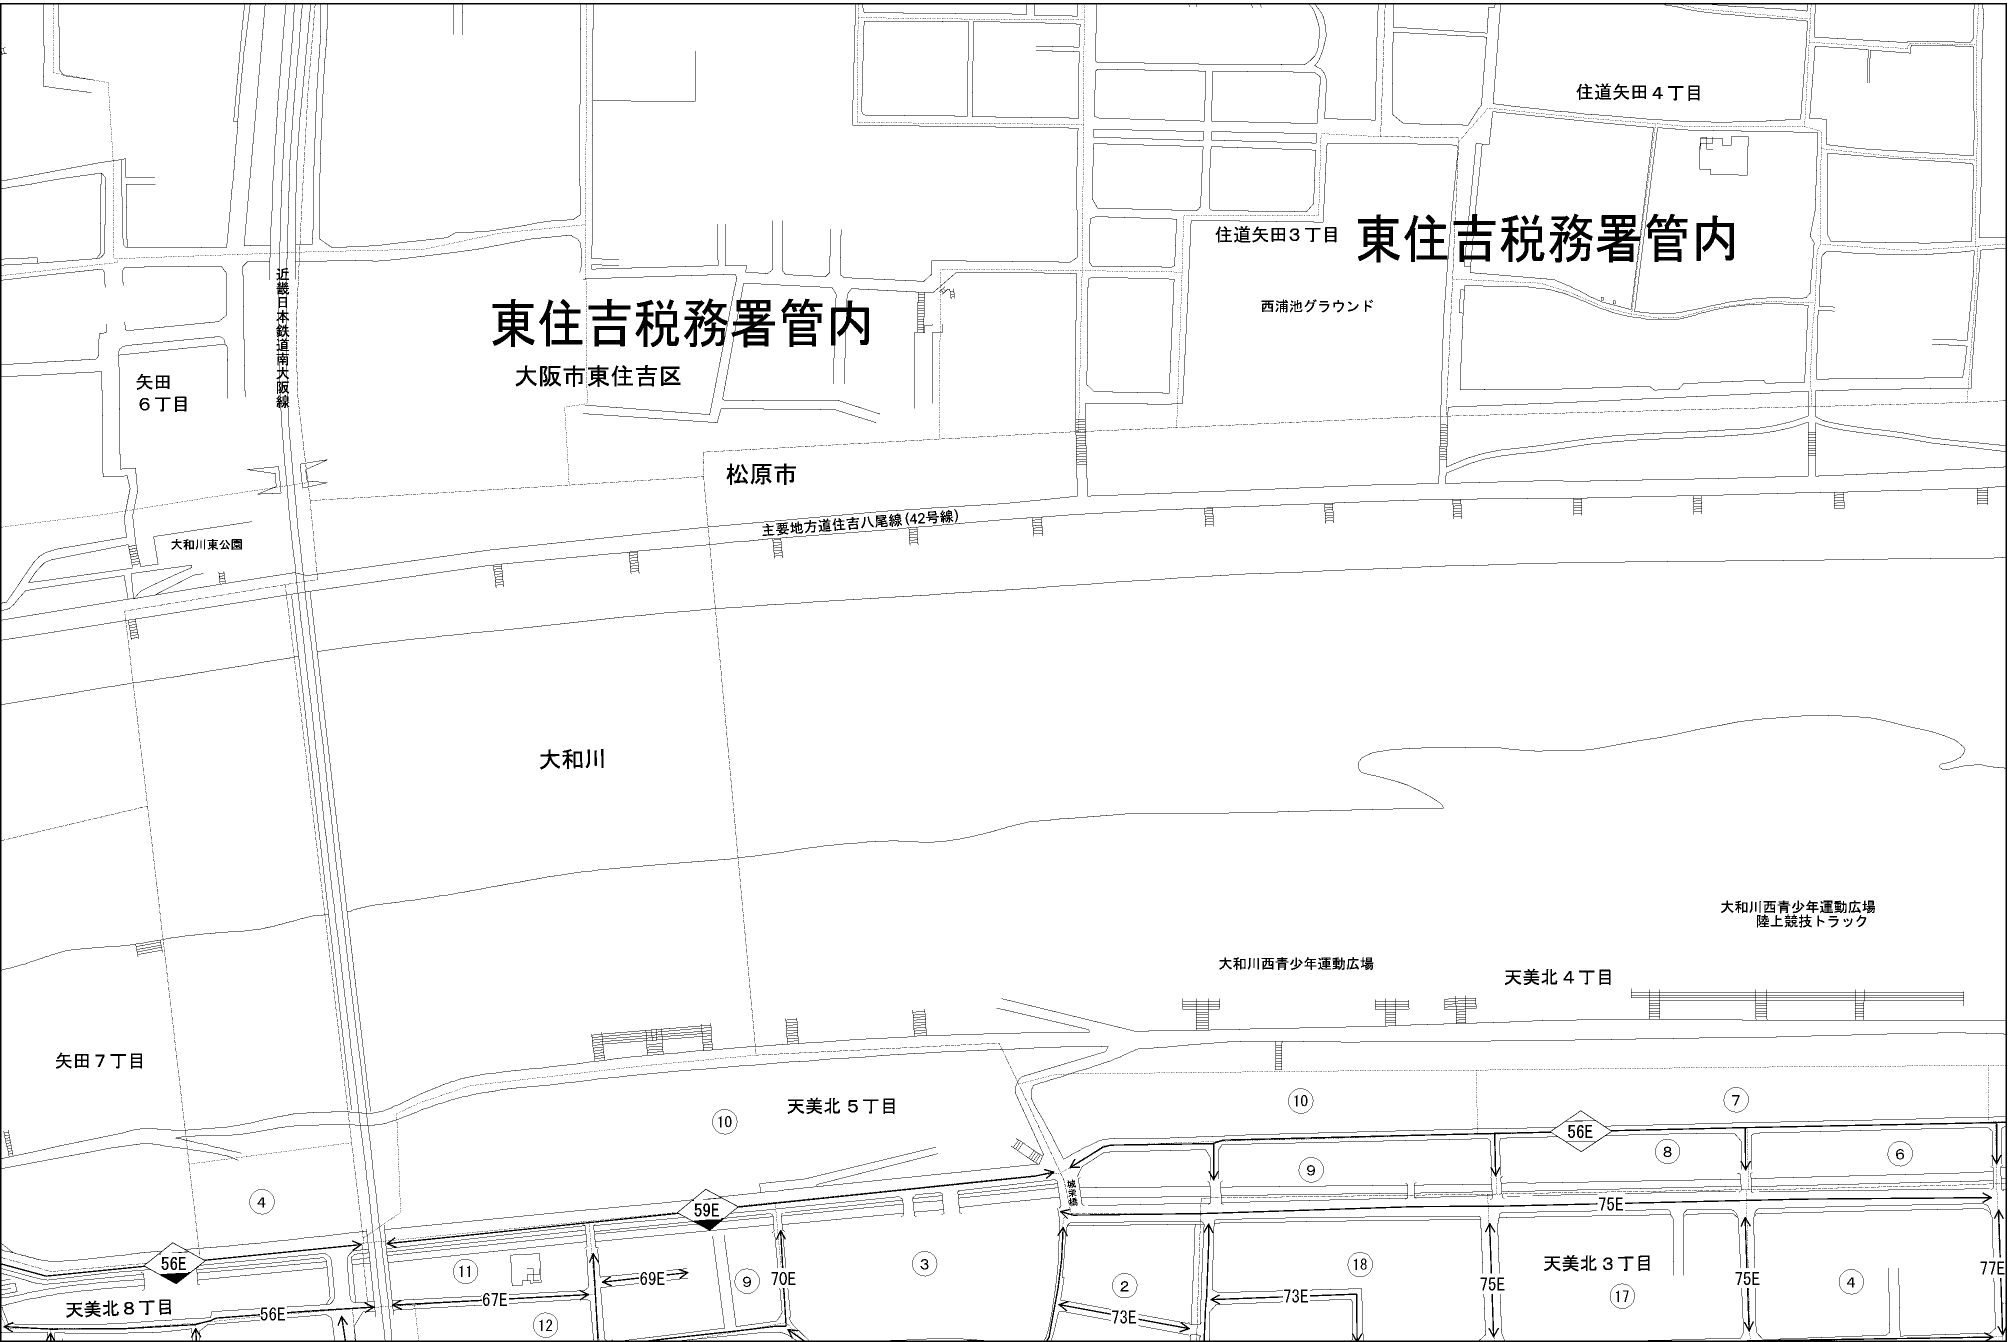 住道矢田４丁目
住道矢田３丁目
東住吉税務署管内
西浦池グラウンド
近畿日本鉄道南大阪線
東住吉税務署管内
大阪市東住吉区
矢田
６丁目
松原市
主要地方道住吉八尾線(42号線)
大和川東公園
大和川
大和川西青少年運動広場
陸上競技トラック
大和川西青少年運動広場
天美北４丁目
矢田７丁目
天美北５丁目
10
10
7
56E
9
8
6
城栄橋
4
59E
75E
56E
11
69E
9
70E
3
2
18
75E
天美北３丁目
17
75E
4
77E
天美北８丁目
56E
67E
12
73E
73E